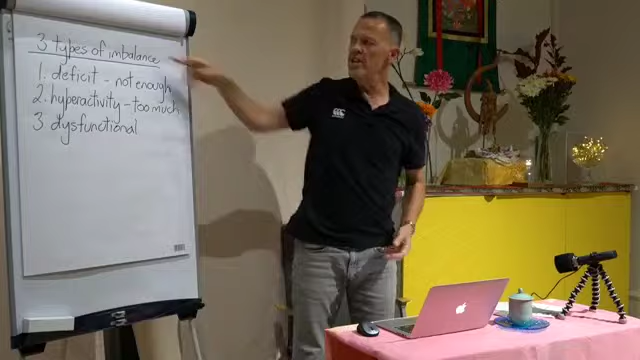 3 types of imbalance
1. deficit - not enough
2. hyperactivity - too much
3 dysfunctional